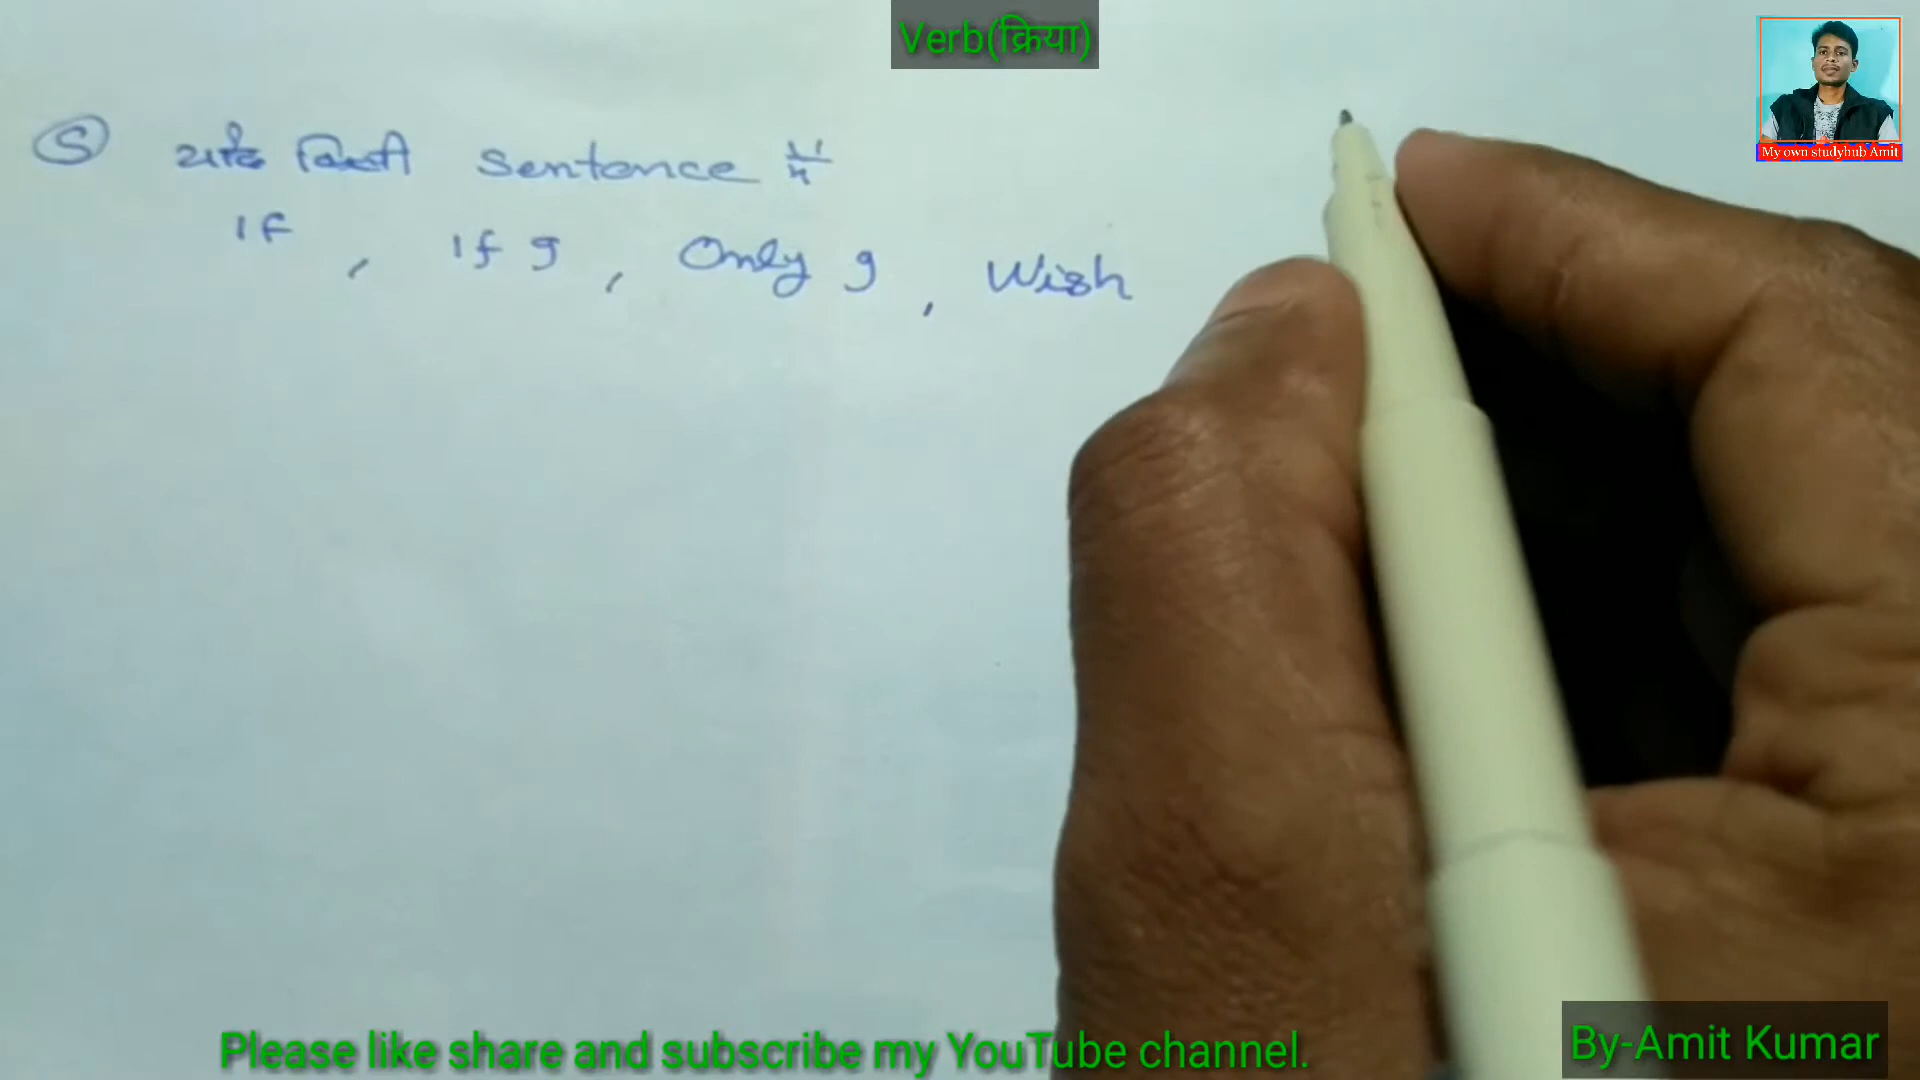 Verb(क्रिया)
My own studyhub Amit
⑤ यदि किसी sentence में
If , If I , Only I , Wish
Please like share and subscribe my YouTube channel.
By-Amit Kumar